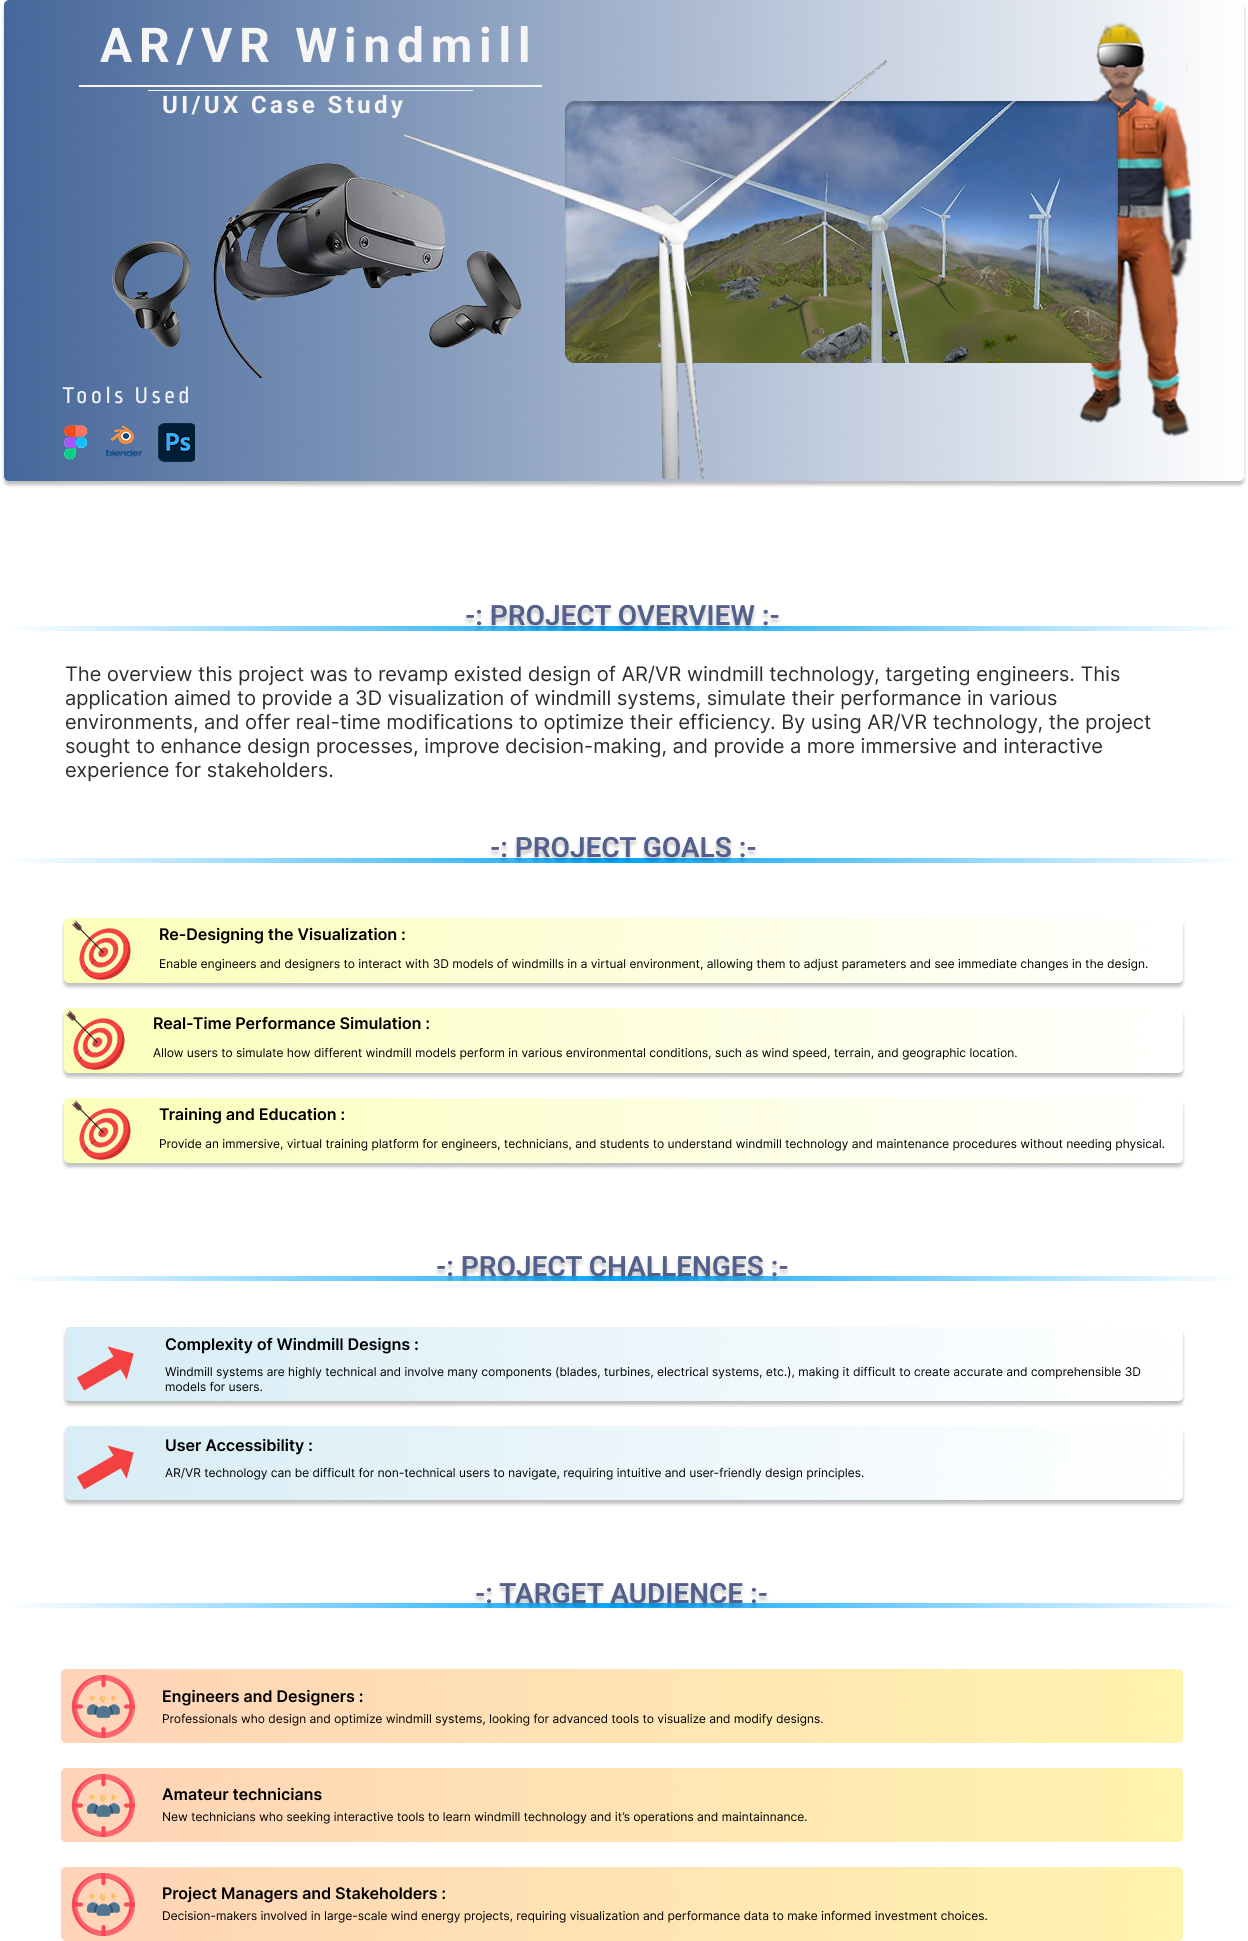 AR/VR Windmill
UI/UX Case Study
Tools Used
blender
Ps
-: PROJECT OVERVIEW :-
The overview this project was to revamp existed design of AR/VR windmill technology, targeting engineers. This
application aimed to provide a 3D visualization of windmill systems, simulate their performance in various
environments, and offer real-time modifications to optimize their efficiency. By using AR/VR technology, the project
sought to enhance design processes, improve decision-making, and provide a more immersive and interactive
experience for stakeholders.
-: PROJECT GOALS :-
Re-Designing the Visualization :
Enable engineers and designers to interact with 3D models of windmills in a virtual environment, allowing them to adjust parameters and see immediate changes in the design.
Real-Time Performance Simulation :
Allow users to simulate how different windmill models perform in various environmental conditions, such as wind speed, terrain, and geographic location.
Training and Education :
Provide an immersive, virtual training platform for engineers, technicians, and students to understand windmill technology and maintenance procedures without needing physical.
-: PROJECT CHALLENGES :-
Complexity of Windmill Designs :
Windmill systems are highly technical and involve many components (blades, turbines, electrical systems, etc.), making it difficult to create accurate and comprehensible 3D
models for users.
User Accessibility :
AR/VR technology can be difficult for non-technical users to navigate, requiring intuitive and user-friendly design principles.
-: TARGET AUDIENCE :-
Engineers and Designers :
Professionals who design and optimize windmill systems, looking for advanced tools to visualize and modify designs.
Amateur technicians
New technicians who seeking interactive tools to learn windmill technology and it's operations and maintainnance.
Project Managers and Stakeholders :
Decision-makers involved in large-scale wind energy projects, requiring visualization and performance data to make informed investment choices.